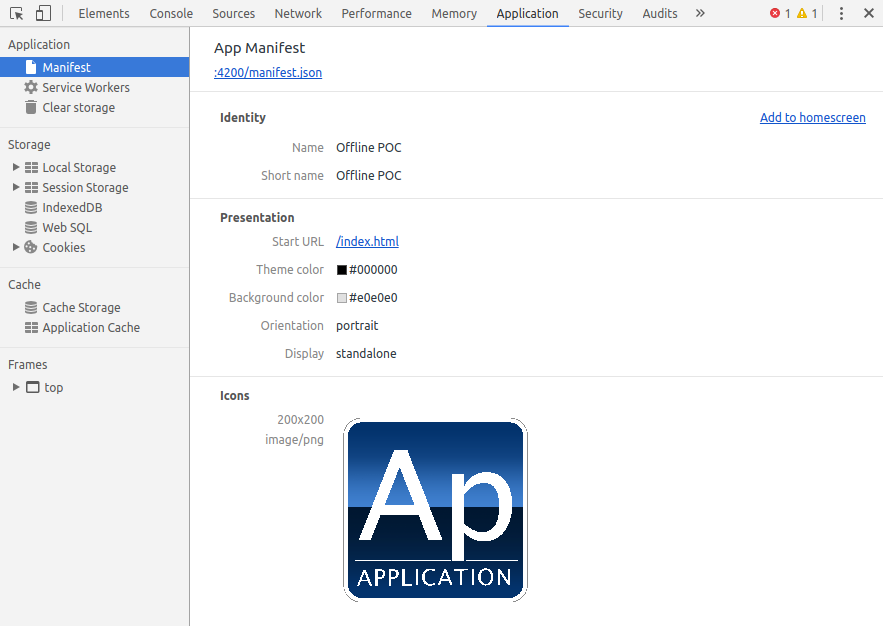 Elements Console Sources Network Performance Memory Application Security Audits » 1 1
Application
Manifest
Service Workers
Clear storage
Storage
Local Storage
Session Storage
IndexedDB
Web SQL
Cookies
Cache
Cache Storage
Application Cache
Frames
top
App Manifest
:4200/manifest.json
Identity Add to homescreen
Name Offline POC
Short name Offline POC
Presentation
Start URL /index.html
Theme color #000000
Background color #e0e0e0
Orientation portrait
Display standalone
Icons
200x200
image/png
Ap
APPLICATION